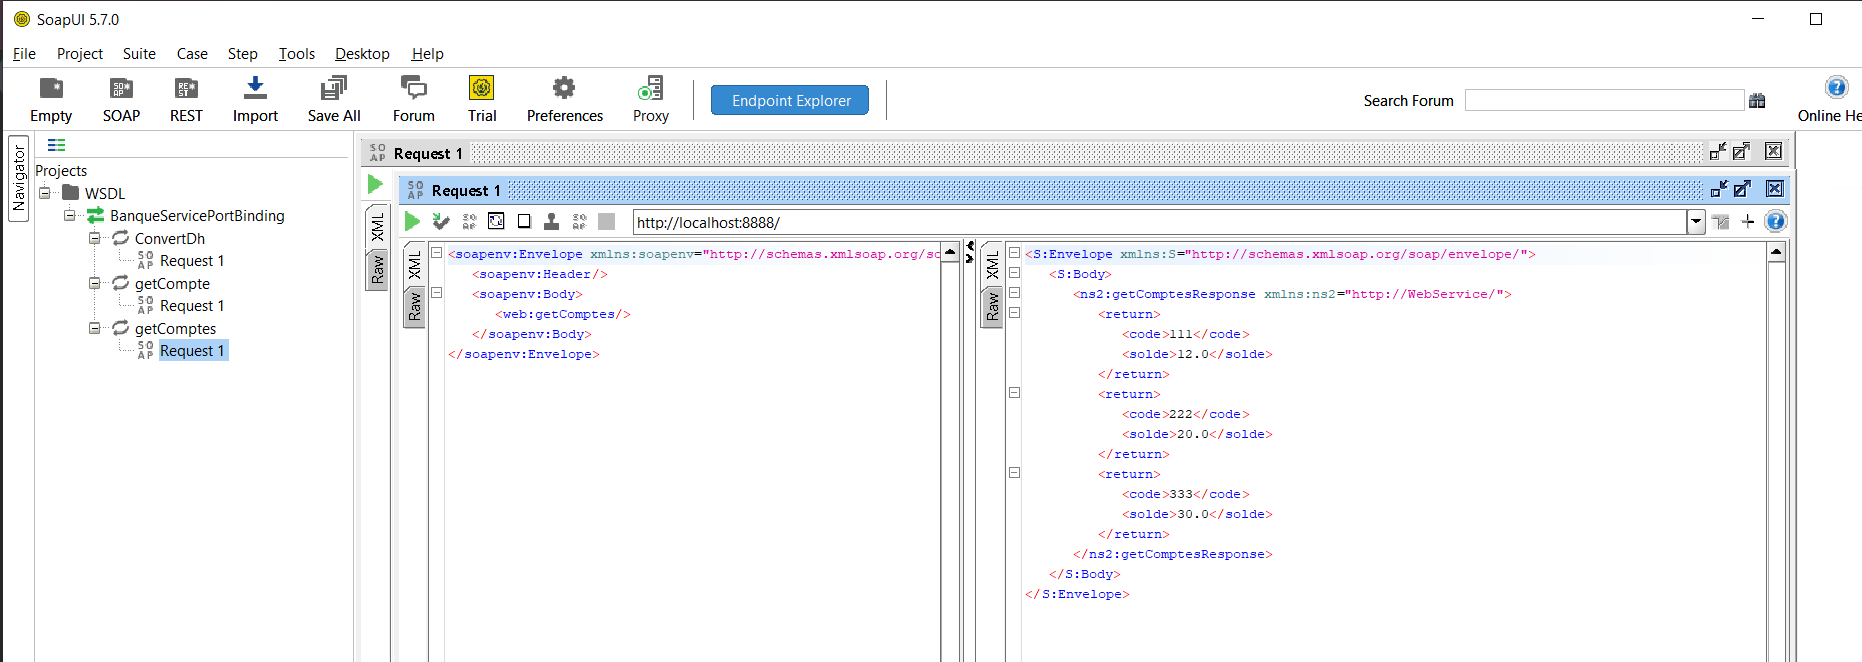 SoapUI 5.7.0
File Project Suite Case Step Tools Desktop Help
Empty SOAP REST Import Save All Forum Trial Preferences Proxy
Endpoint Explorer
Search Forum
Online He
Navigator
Projects
WSDL
BanqueServicePortBinding
ConvertDh
Request 1
getCompte
Request 1
getComptes
Request 1
Request 1
XML
Raw
Request 1
http://localhost:8888/
XML
Raw
<soapenv:Envelope xmlns:soapenv="http://schemas.xmlsoap.org/so
<soapenv:Header/>
<soapenv:Body>
<web:getComptes/>
</soapenv:Body>
</soapenv:Envelope>
XML
Raw
<S:Envelope xmlns:S="http://schemas.xmlsoap.org/soap/envelope/">
<S:Body>
<ns2:getComptesResponse xmlns:ns2="http://WebService/">
<return>
<code>111</code>
<solde>12.0</solde>
</return>
<return>
<code>222</code>
<solde>20.0</solde>
</return>
<return>
<code>333</code>
<solde>30.0</solde>
</return>
</ns2:getComptesResponse>
</S:Body>
</S:Envelope>